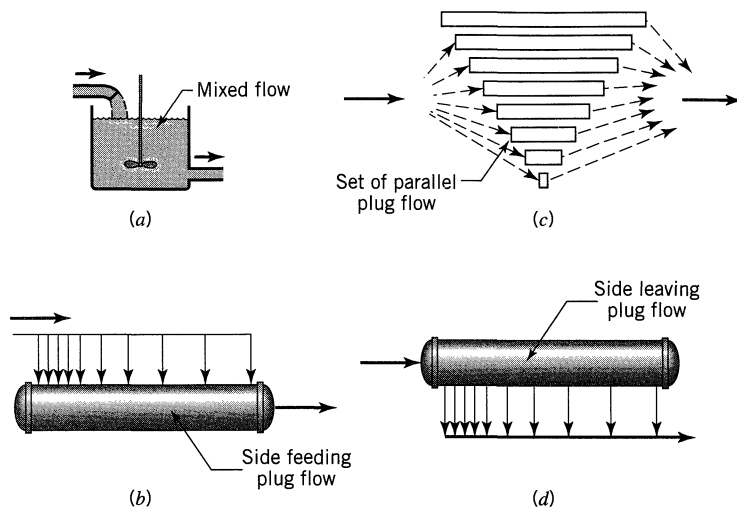 Mixed flow
(a)
Set of parallel
plug flow
(c)
Side feeding
plug flow
(b)
Side leaving
plug flow
(d)